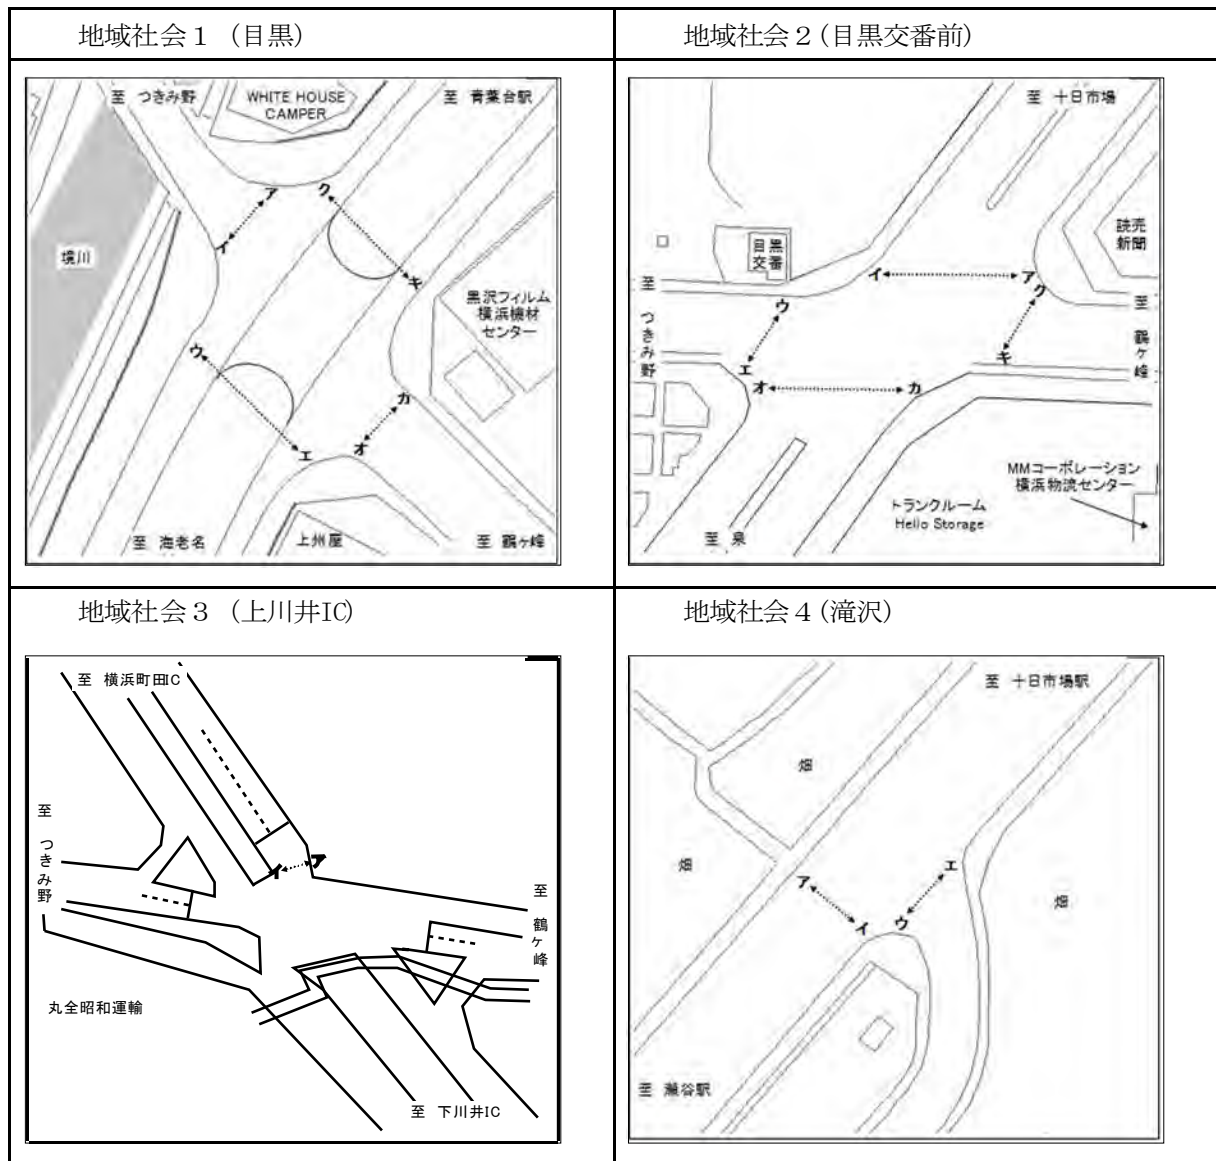 地域社会１ （目黒）
至 つきみ野
WHITE HOUSE
CAMPER
至 青葉台駅
ア
ク
イ
境川
キ
黒沢フィルム
横浜機材
センター
ウ
カ
エ
オ
至 海老名
上州屋
至 鶴ヶ峰
地域社会２（目黒交番前）
至 十日市場
読売
新聞
目黒
交番
イ
ア
ク
至 つきみ野
至 鶴ヶ峰
ウ
エ
オ
カ
キ
MMコーポレーション
横浜物流センター
トランクルーム
Hello Storage
至 泉
地域社会３ （上川井IC）
至 横浜町田IC
至 つきみ野
イ
ア
至 鶴ヶ峰
丸全昭和運輸
至 下川井IC
地域社会４（滝沢）
至 十日市場駅
畑
畑
畑
ア
イ
ウ
エ
至 瀬谷駅